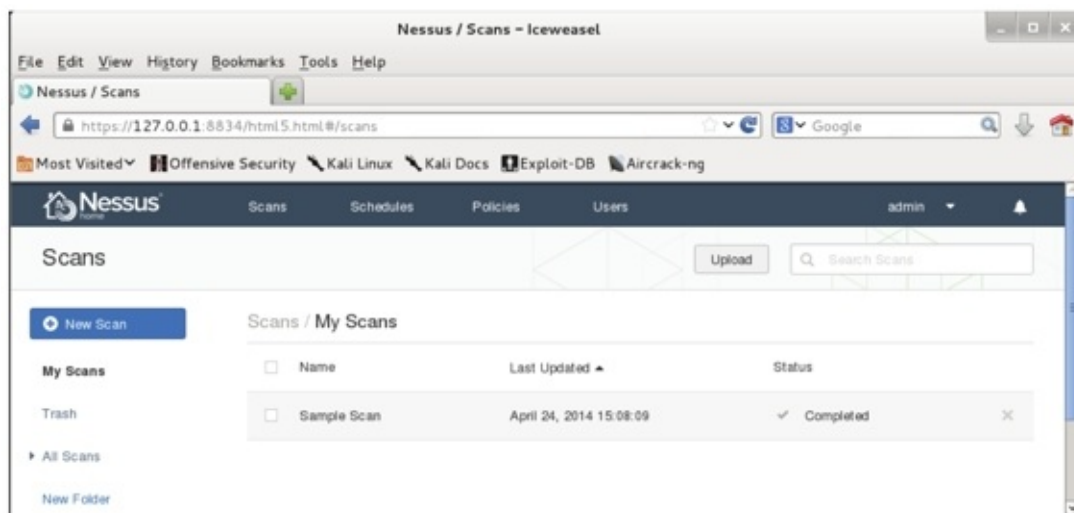 Nessus / Scans - Iceweasel
File Edit View History Bookmarks Tools Help
Nessus / Scans
https://127.0.0.1:8834/html5.html#/scans
Google
Most Visited Offensive Security Kali Linux Kali Docs Exploit-DB Aircrack-ng
Nessus home Scans Schedules Policies Users admin
Scans Upload Search Scans
New Scan Scans / My Scans
My Scans Name Last Updated Status
Trash Sample Scan April 24, 2014 15:08:09 Completed
All Scans
New Folder